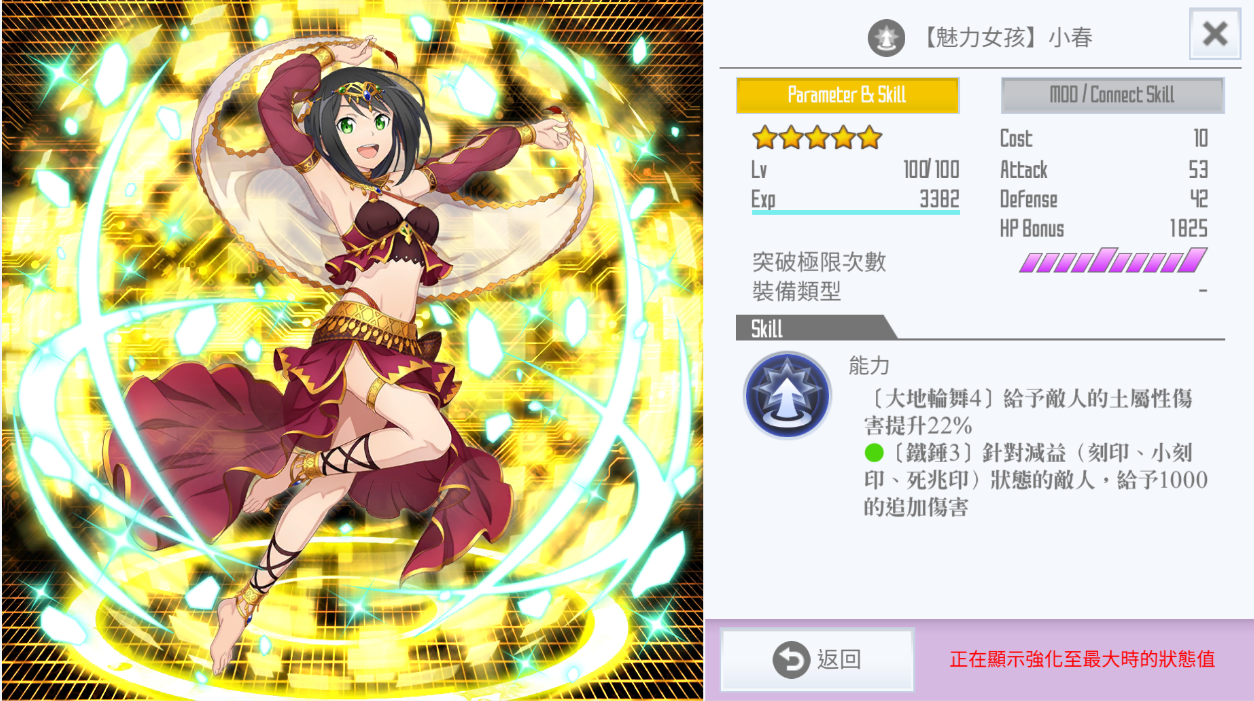 【魅力女孩】小春
Parameter & Skill
MOD / Connect Skill
Lv 100/100
Exp 3382
Cost 10
Attack 53
Defense 42
HP Bonus 1825
突破極限次數
裝備類型 -
Skill
能力
〔大地輪舞4〕給予敵人的土屬性傷
害提升22%
〔鐵錘3〕針對減益（刻印、小刻
印、死兆印）狀態的敵人，給予1000
的追加傷害
返回
正在顯示強化至最大時的狀態值